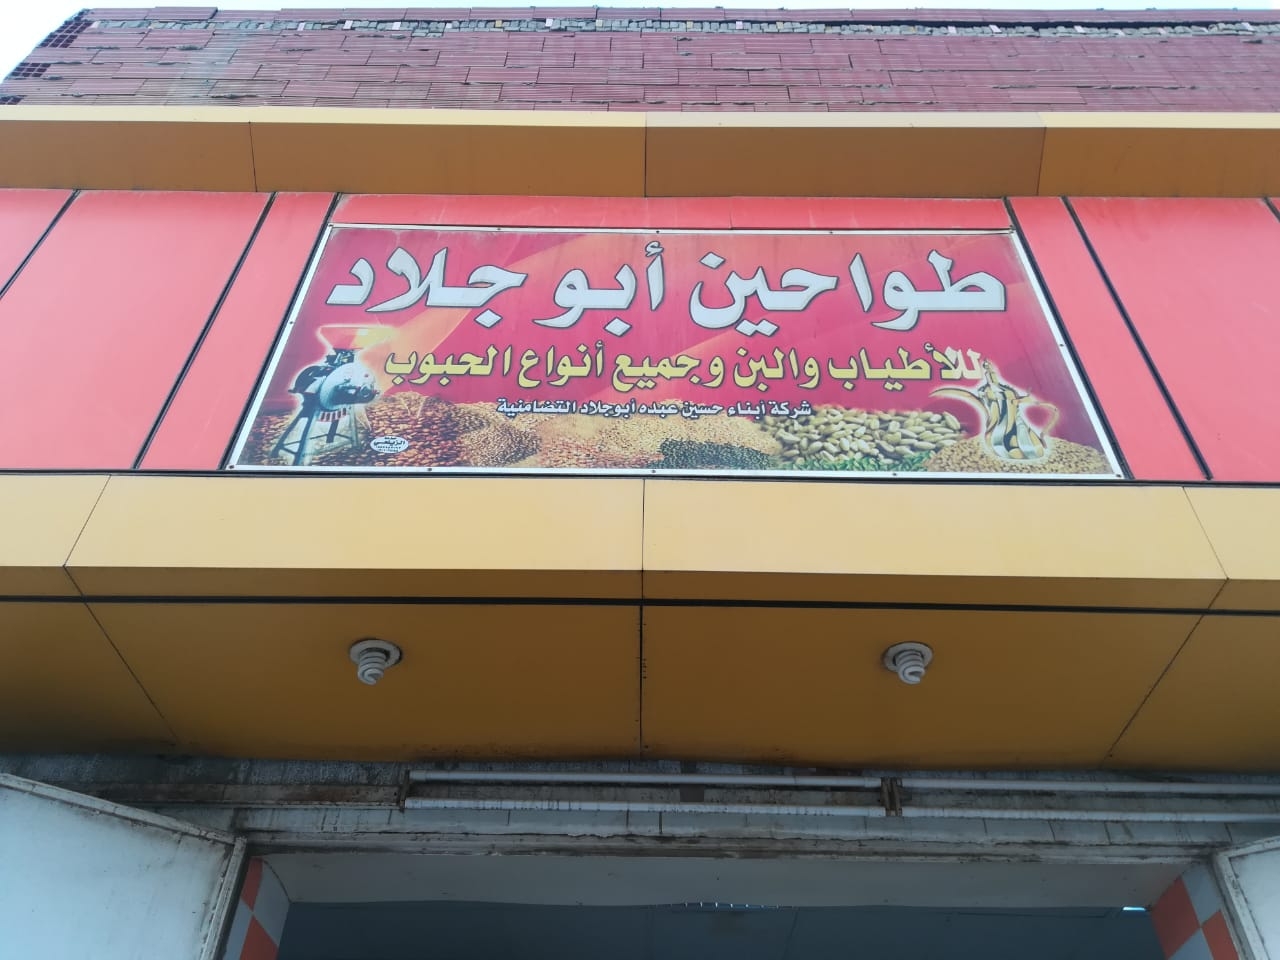 طواحين أبو جلاد
للأطياب والبن وجميع أنواع الحبوب
شركة أبناء حسين عبده أبوجلاد التضامنية